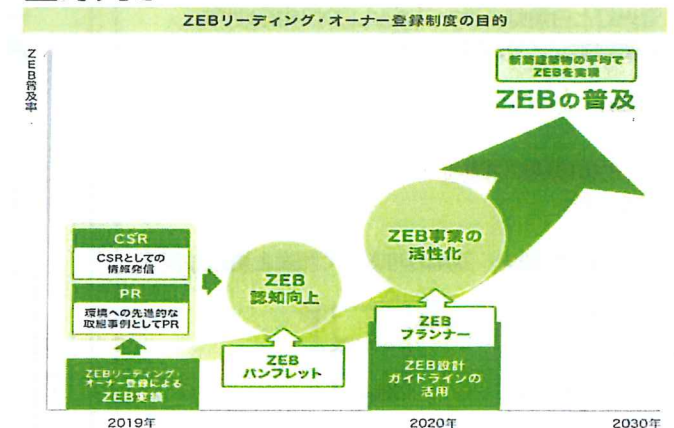 ZEBリーディング・オーナー登録制度の目的
ZEB普及率
新築建築物の平均で
ZEBを実現
ZEBの普及
CSR
CSRとしての
情報発信
PR
環境への先進的な
取組事例としてPR
ZEBリーディング・
オーナー登録による
ZEB実績
ZEB
認知向上
ZEB
パンフレット
ZEB事業の
活性化
ZEB
プランナー
ZEB設計
ガイドラインの
活用
2019年
2020年
2030年